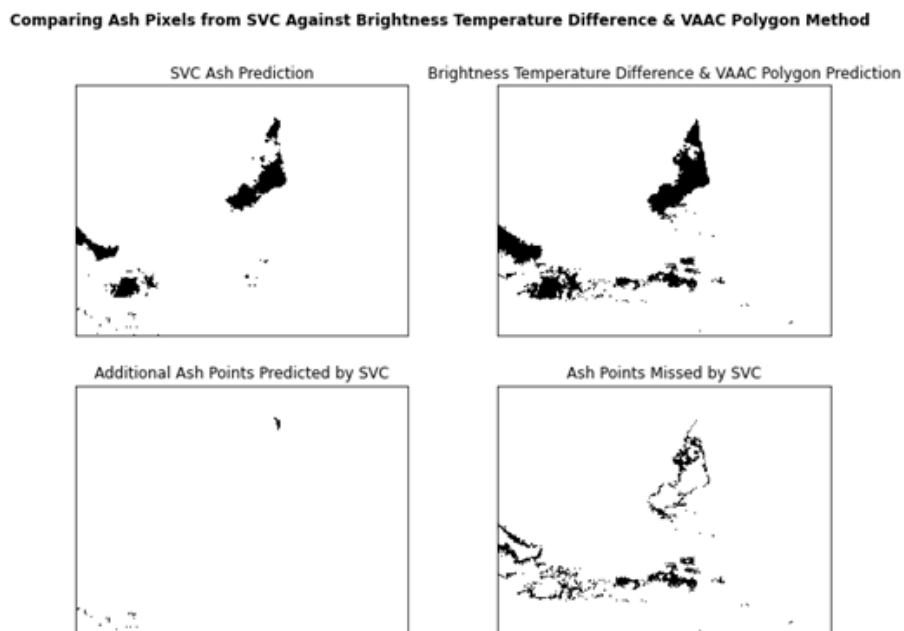 Comparing Ash Pixels from SVC Against Brightness Temperature Difference & VAAC Polygon Method
SVC Ash Prediction
Brightness Temperature Difference & VAAC Polygon Prediction
Additional Ash Points Predicted by SVC
Ash Points Missed by SVC